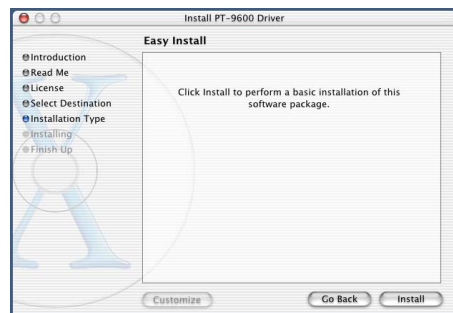 Install PT-9600 Driver
Easy Install
Introduction
Read Me
License
Select Destination
Installation Type
Installing
Finish Up
Click Install to perform a basic installation of this
software package.
Customize
Go Back
Install